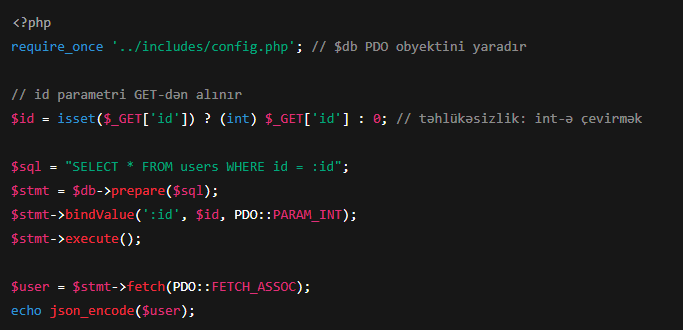 <?php
require_once '../includes/config.php'; // $db PDO obyektini yaradır
// id parametri GET-dən alınır
$id = isset($_GET['id']) ? (int) $_GET['id'] : 0; // təhlükəsizlik: int-ə çevirmək
$sql = "SELECT * FROM users WHERE id = :id";
$stmt = $db->prepare($sql);
$stmt->bindValue(':id', $id, PDO::PARAM_INT);
$stmt->execute();
$user = $stmt->fetch(PDO::FETCH_ASSOC);
echo json_encode($user);